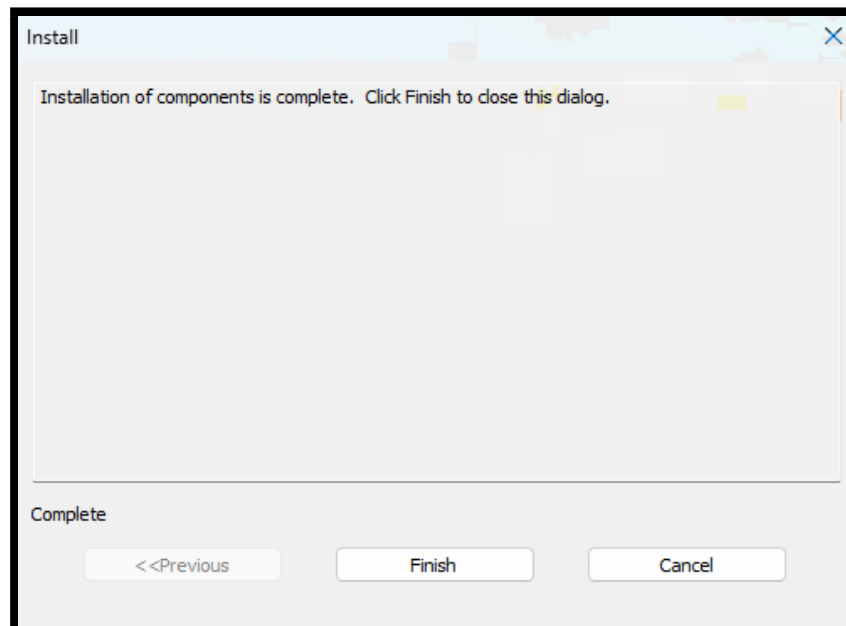 Install
Installation of components is complete.  Click Finish to close this dialog.
Complete
<<Previous
Finish
Cancel